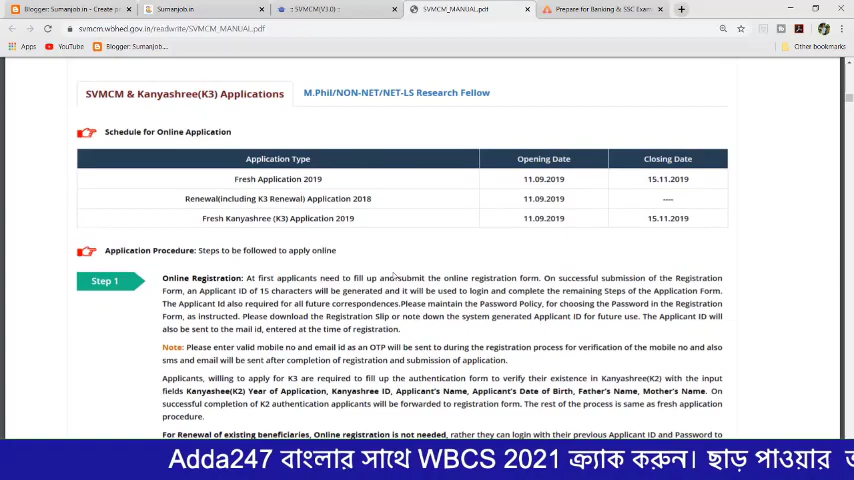 Blogger: Sumanjob.in - Create p
Sumanjob.in
:: SVMCM(V3.0) ::
SVMCM_MANUAL.pdf
Prepare for Banking & SSC Exam
svmcm.wbhed.gov.in/readwrite/SVMCM_MANUAL.pdf
Apps
YouTube
Blogger: Sumanjob....
Other bookmarks
SVMCM & Kanyashree(K3) Applications
M.Phil/NON-NET/NET-LS Research Fellow
Schedule for Online Application
Application Type Opening Date Closing Date
Fresh Application 2019 11.09.2019 15.11.2019
Renewal(including K3 Renewal) Application 2018 11.09.2019 ----
Fresh Kanyashree (K3) Application 2019 11.09.2019 15.11.2019
Application Procedure: Steps to be followed to apply online
Step 1
Online Registration: At first applicants need to fill up and submit the online registration form. On successful submission of the Registration
Form, an Applicant ID of 15 characters will be generated and it will be used to login and complete the remaining Steps of the Application Form.
The Applicant Id also required for all future correspondences.Please maintain the Password Policy, for choosing the Password in the Registration
Form, as instructed. Please download the Registration Slip or note down the system generated Applicant ID for future use. The Applicant ID will
also be sent to the mail id, entered at the time of registration.
Note: Please enter valid mobile no and email id as an OTP will be sent to during the registration process for verification of the mobile no and also
sms and email will be sent after completion of registration and submission of application.
Applicants, willing to apply for K3 are required to fill up the authentication form to verify their existence in Kanyashree(K2) with the input
fields Kanyashee(K2) Year of Application, Kanyashree ID, Applicant's Name, Applicant's Date of Birth, Father's Name, Mother's Name. On
successful completion of K2 authentication applicants will be forwarded to registration form. The rest of the process is same as fresh application
procedure.
For Renewal of existing beneficiaries, Online registration is not needed, rather they can login with their previous Applicant ID and Password to
Adda247 বাংলার সাথে WBCS 2021 ক্র্যাক করুন। ছাড় পাওয়ার